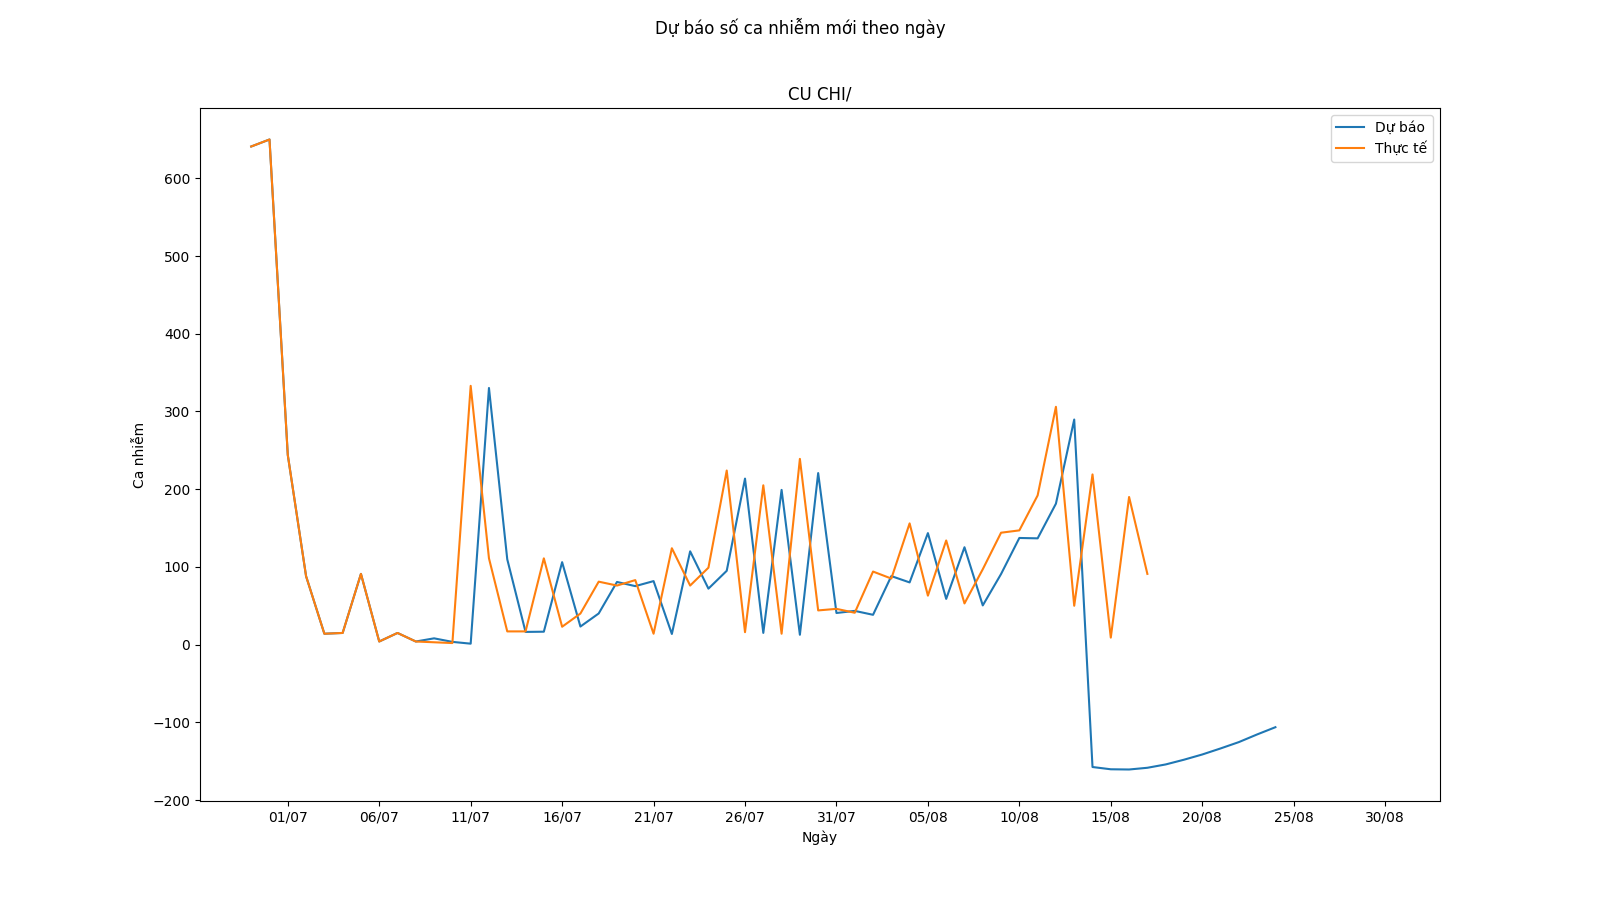 Dự báo số ca nhiễm mới theo ngày
CU CHI/
Dự báo
Thực tế
600
500
400
300
200
100
0
−100
−200
Ca nhiễm
01/07 06/07 11/07 16/07 21/07 26/07 31/07 05/08 10/08 15/08 20/08 25/08 30/08
Ngày